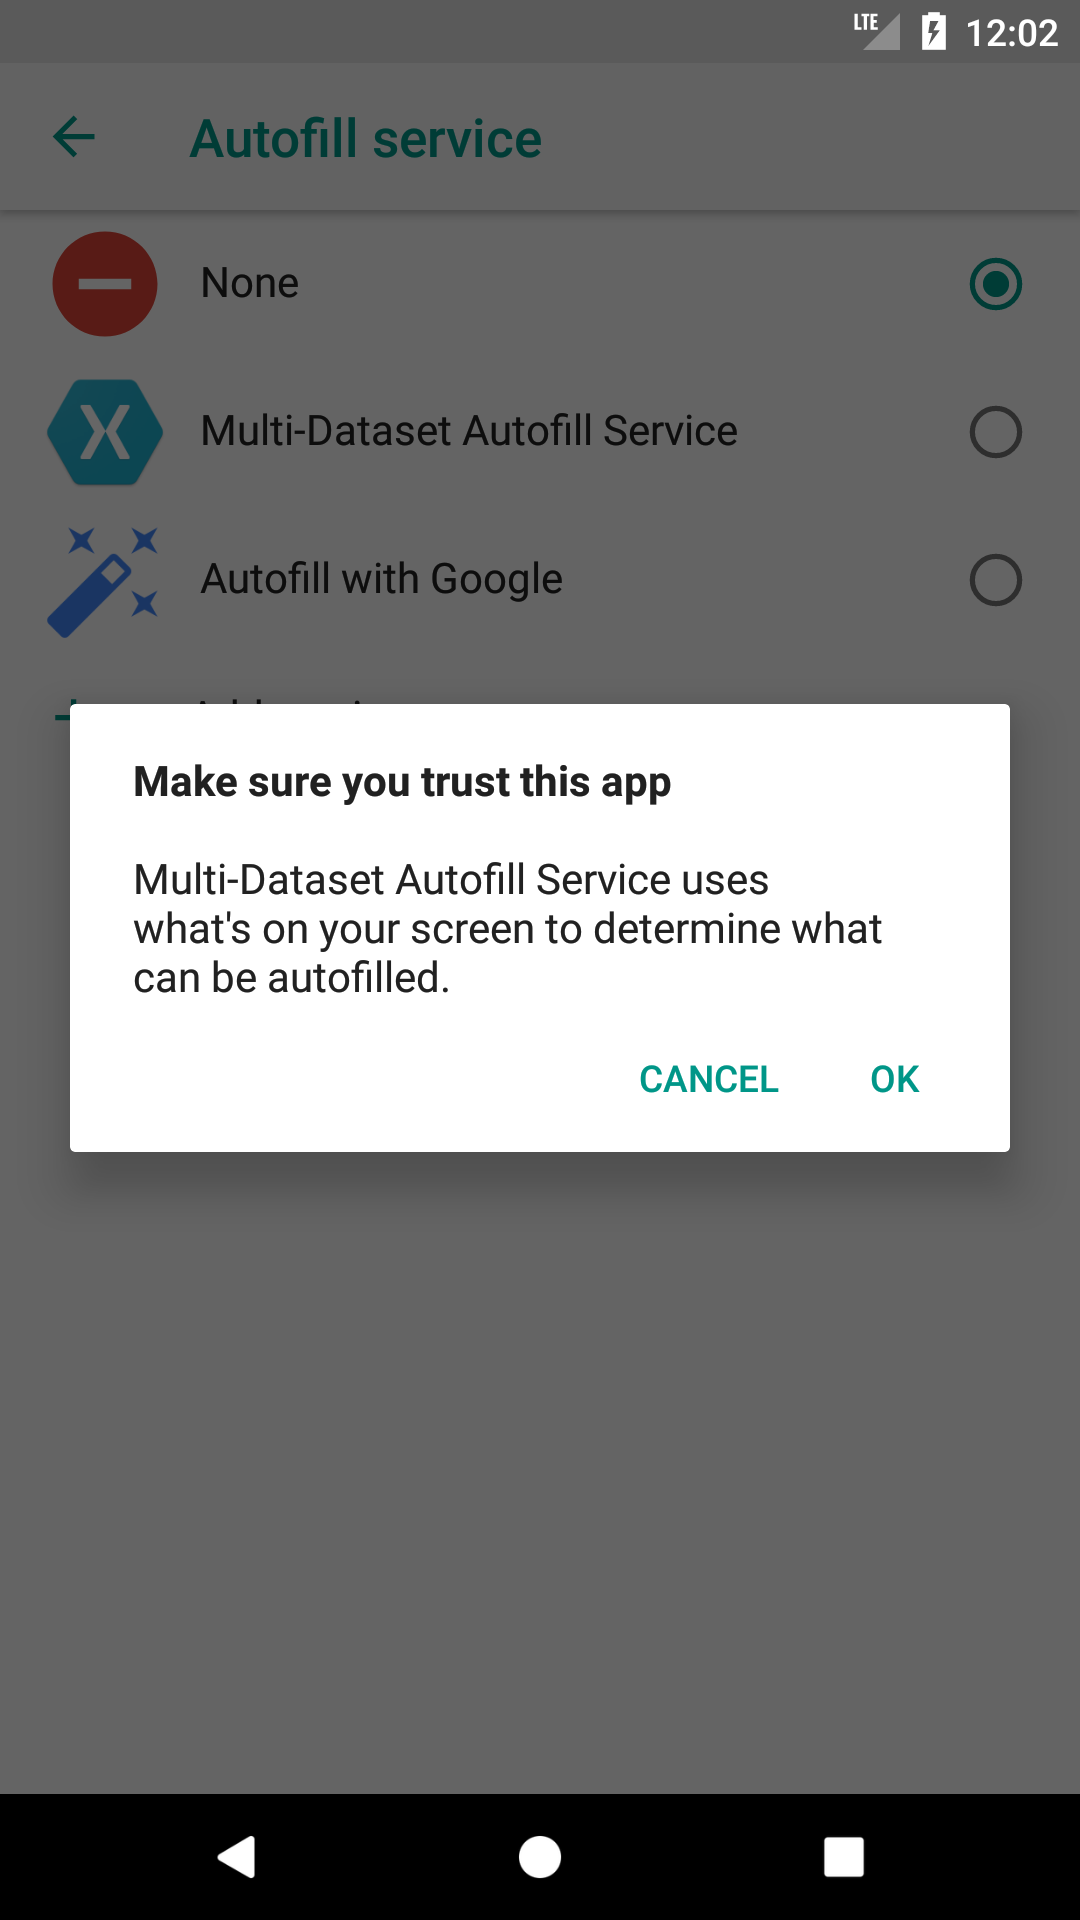 LTE 12:02
Autofill service
None
X Multi-Dataset Autofill Service
Autofill with Google
Make sure you trust this app
Multi-Dataset Autofill Service uses
what's on your screen to determine what
can be autofilled.
CANCEL OK